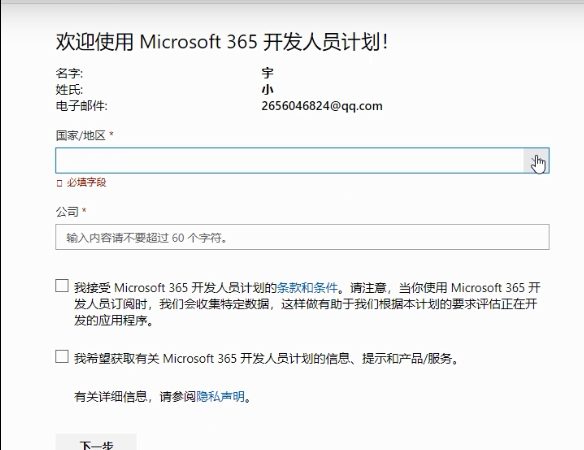 欢迎使用 Microsoft 365 开发人员计划！
名字: 宇
姓氏: 小
电子邮件: 2656046824@qq.com
国家/地区 *
必填字段
公司 *
输入内容请不要超过 60 个字符。
我接受 Microsoft 365 开发人员计划的条款和条件。请注意，当你使用 Microsoft 365 开
发人员订阅时，我们会收集特定数据，这样做有助于我们根据本计划的要求评估正在开
发的应用程序。
我希望获取有关 Microsoft 365 开发人员计划的信息、提示和产品/服务。
有关详细信息，请参阅隐私声明。
下一步